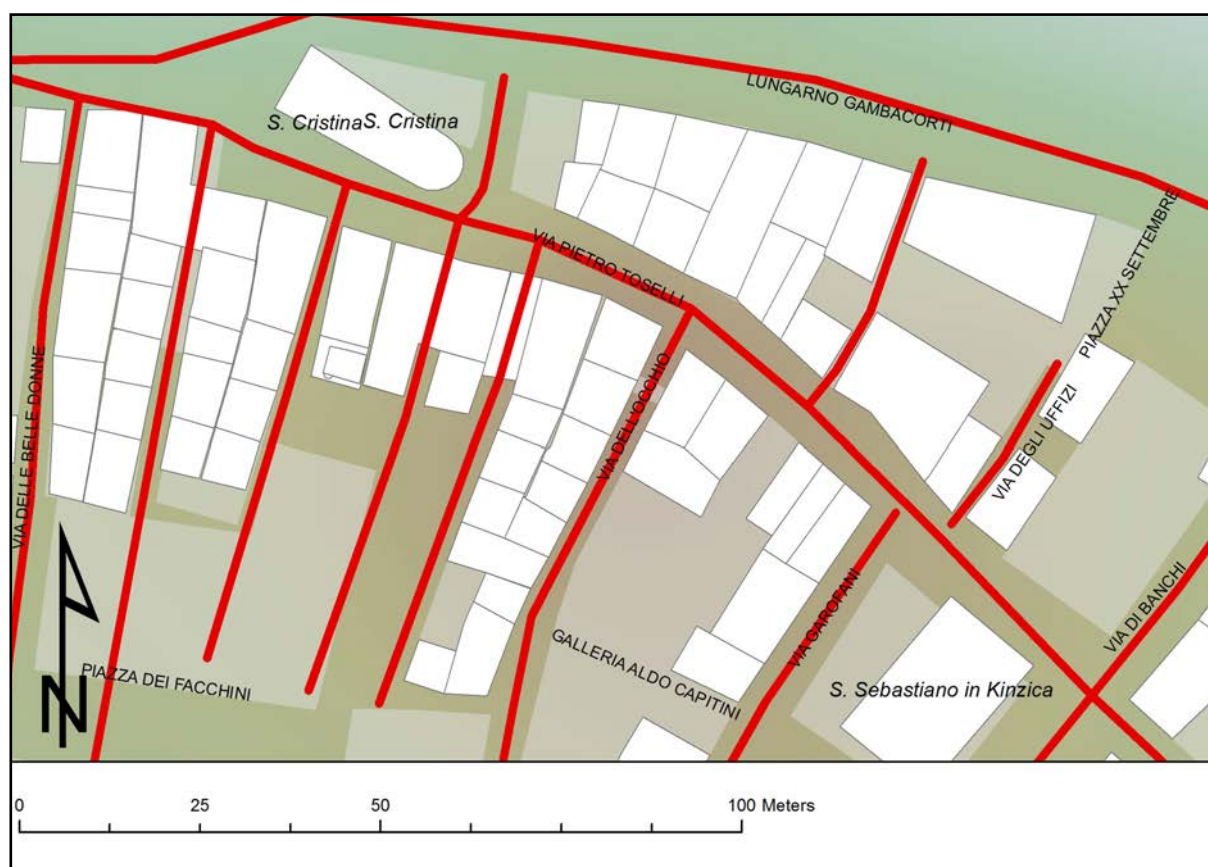 LUNGARNO GAMBACORTI
S. CristinaS. Cristina
VIA PIETRO TOSELLI
PIAZZA XX SETTEMBRE
VIA DELLE BELLE DONNE
VIA DELL'OCCHIO
VIA DEGLI UFFIZI
VIA DI BANCHI
VIA GAROFANI
GALLERIA ALDO CAPITINI
PIAZZA DEI FACCHINI
S. Sebastiano in Kinzica
N
0 25 50 100 Meters